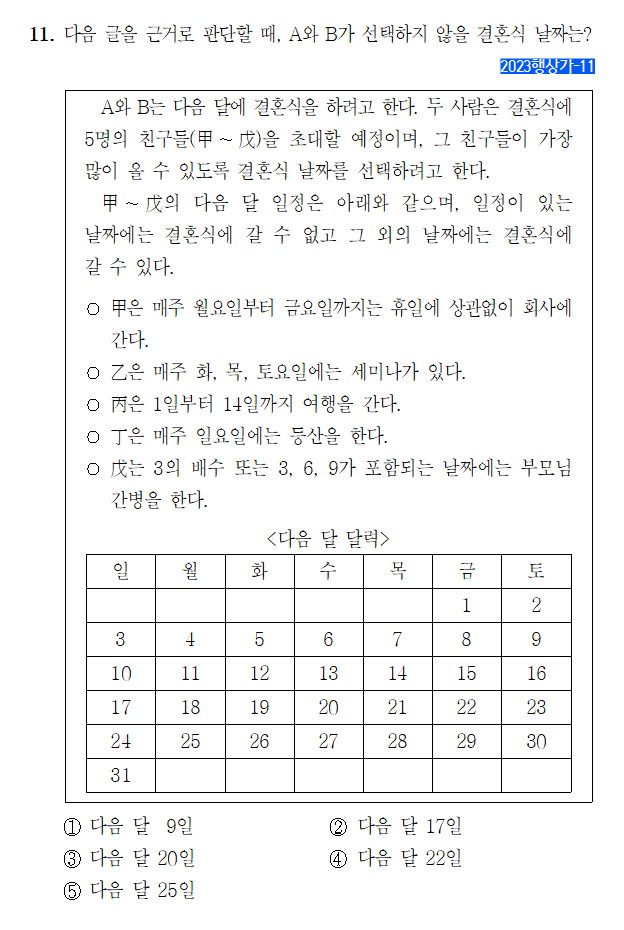 11. 다음 글을 근거로 판단할 때, A와 B가 선택하지 않을 결혼식 날짜는?
2023행상가-11
A와 B는 다음 달에 결혼식을 하려고 한다. 두 사람은 결혼식에
5명의 친구들(甲~戊)을 초대할 예정이며, 그 친구들이 가장
많이 올 수 있도록 결혼식 날짜를 선택하려고 한다.
甲~戊의 다음 달 일정은 아래와 같으며, 일정이 있는
날짜에는 결혼식에 갈 수 없고 그 외의 날짜에는 결혼식에
갈 수 있다.
○ 甲은 매주 월요일부터 금요일까지는 휴일에 상관없이 회사에
간다.
○ 乙은 매주 화, 목, 토요일에는 세미나가 있다.
○ 丙은 1일부터 14일까지 여행을 간다.
○ 丁은 매주 일요일에는 등산을 한다.
○ 戊는 3의 배수 또는 3, 6, 9가 포함되는 날짜에는 부모님
간병을 한다.
<다음 달 달력>
일 월 화 수 목 금 토
1 2
3 4 5 6 7 8 9
10 11 12 13 14 15 16
17 18 19 20 21 22 23
24 25 26 27 28 29 30
31
① 다음 달 9일 ② 다음 달 17일
③ 다음 달 20일 ④ 다음 달 22일
⑤ 다음 달 25일